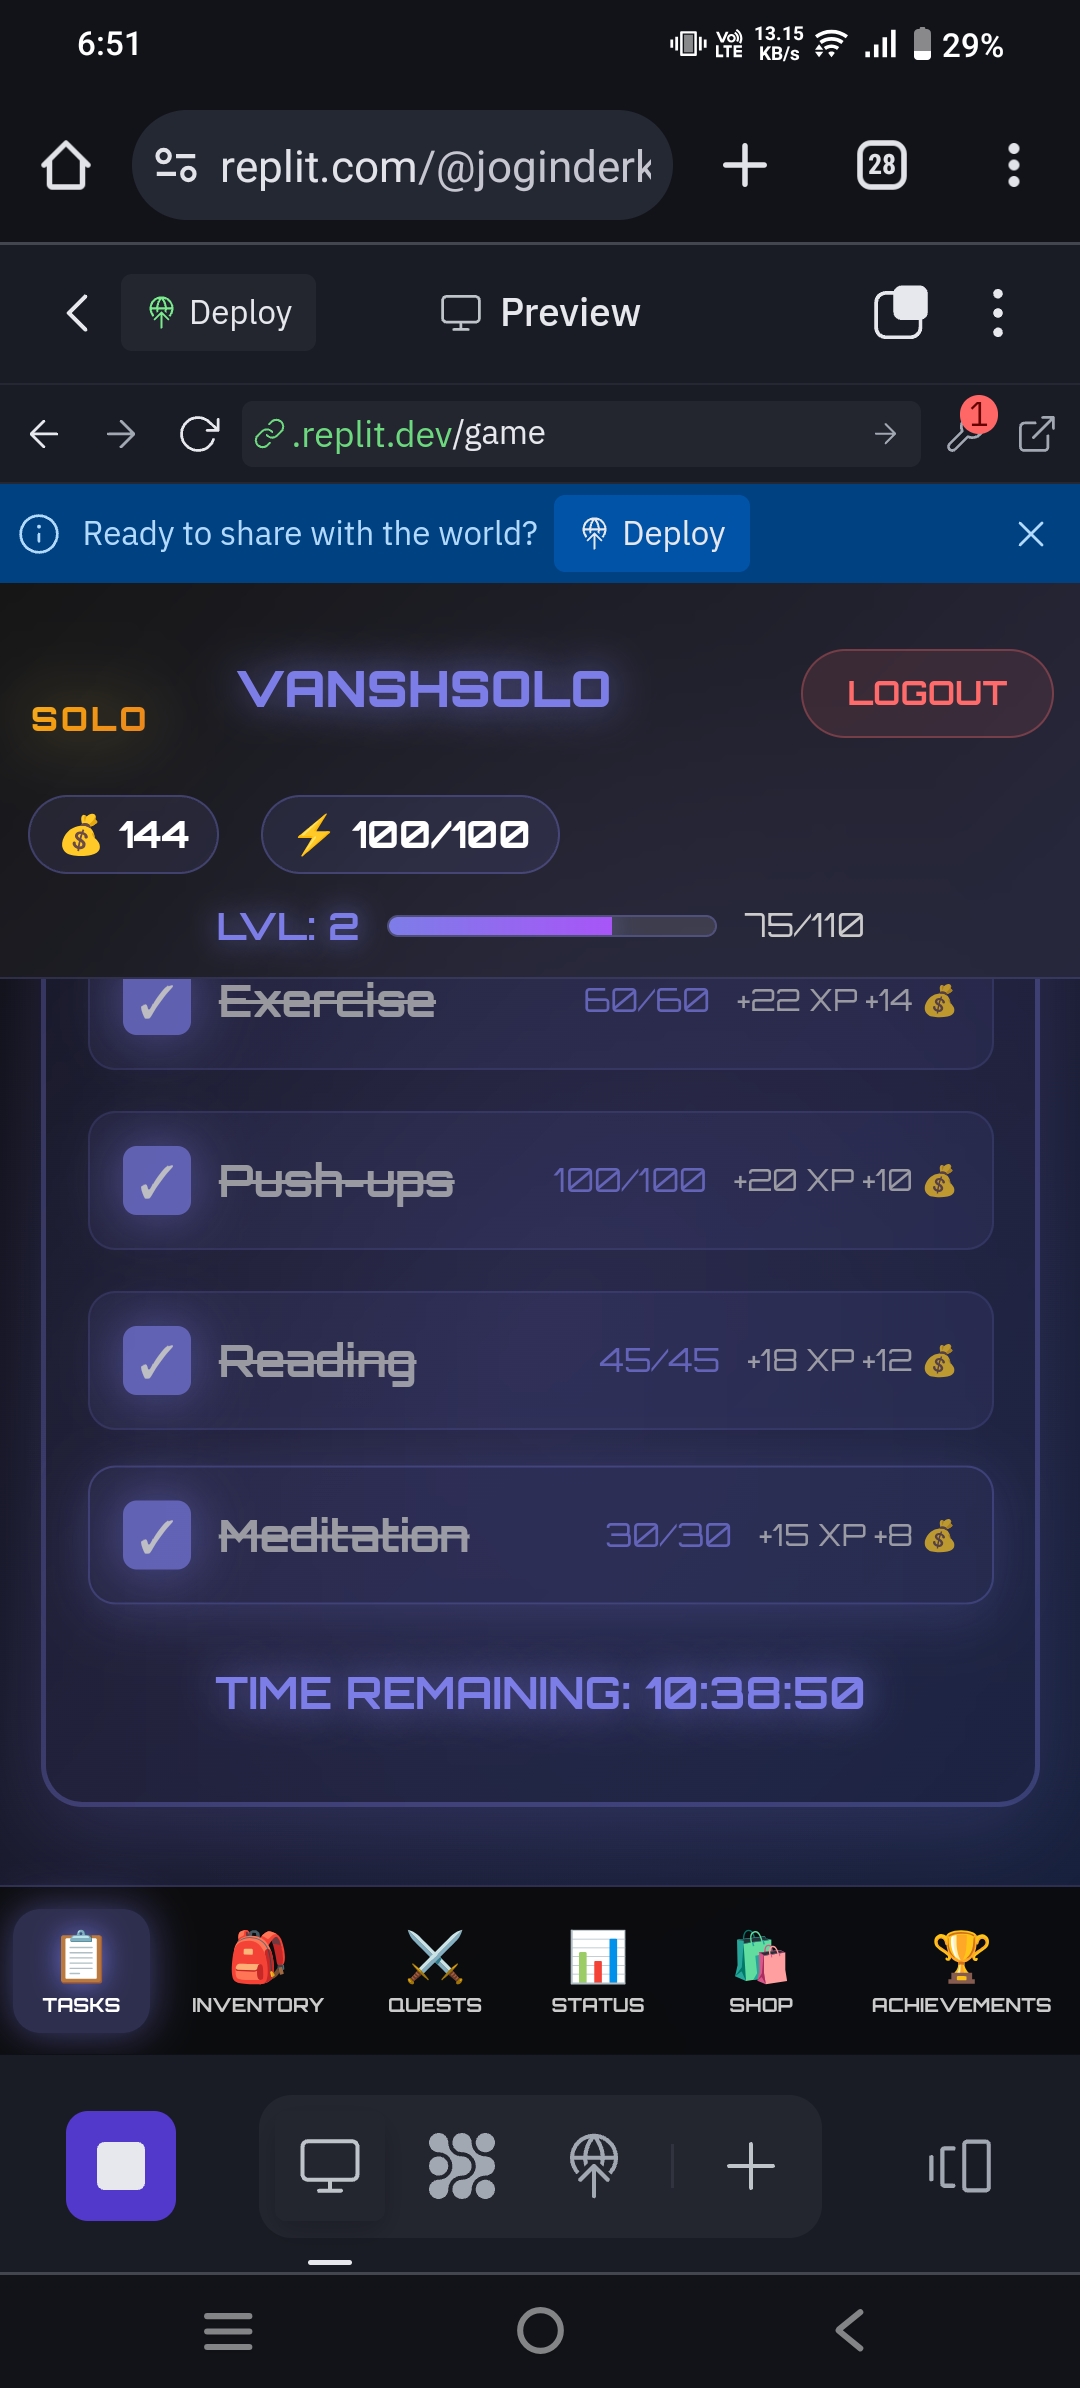 6:51
Vo) LTE 13.15 KB/s 29%
replit.com/@joginderk
28
Deploy
Preview
.replit.dev/game
1
Ready to share with the world?
Deploy
SOLO
VANSHSOLO
LOGOUT
144
100/100
LVL: 2
75/110
Exercise 60/60 +22 XP +14
Push-ups 100/100 +20 XP +10
Reading 45/45 +18 XP +12
Meditation 30/30 +15 XP +8
TIME REMAINING: 10:38:50
TASKS INVENTORY QUESTS STATUS SHOP ACHIEVEMENTS